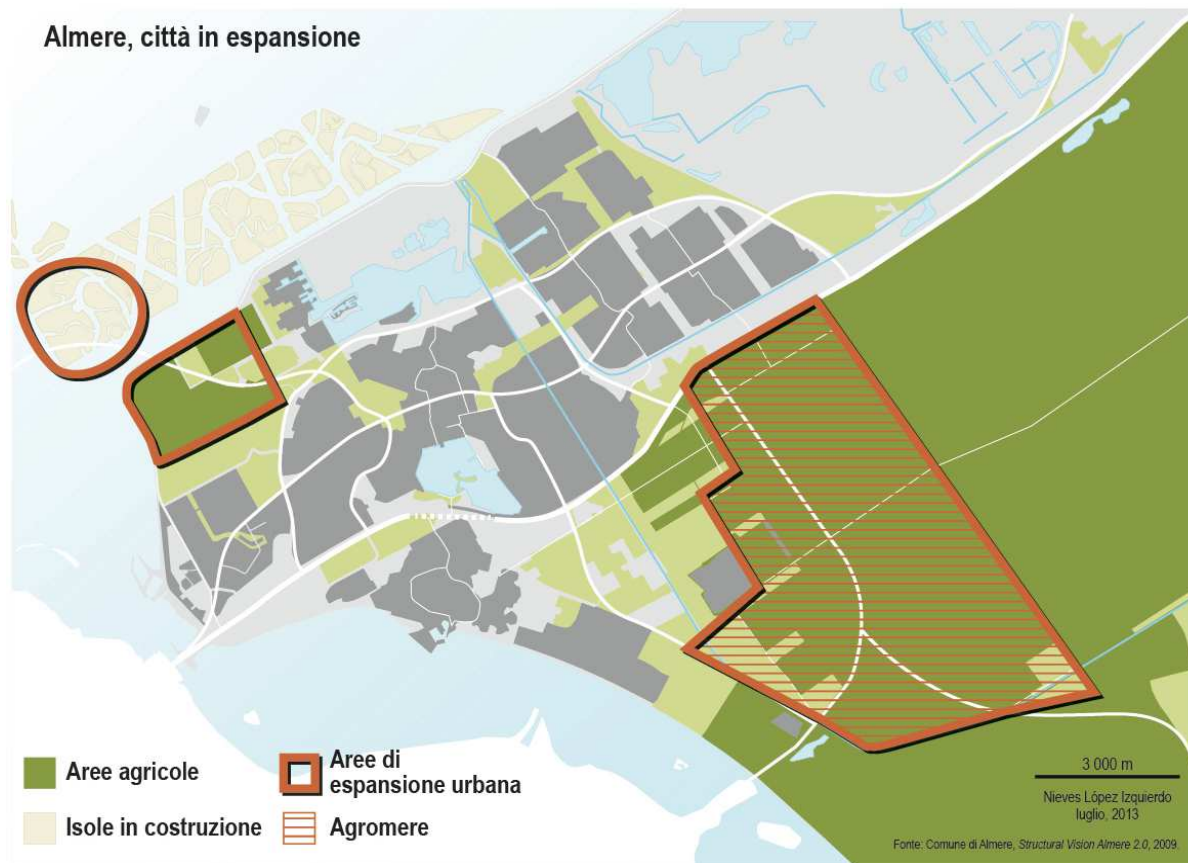 Almere, città in espansione
Aree agricole
Isole in costruzione
Aree di
espansione urbana
Agromere
3 000 m
Nieves López Izquierdo
luglio, 2013
Fonte: Comune di Almere, Structural Vision Almere 2.0, 2009.